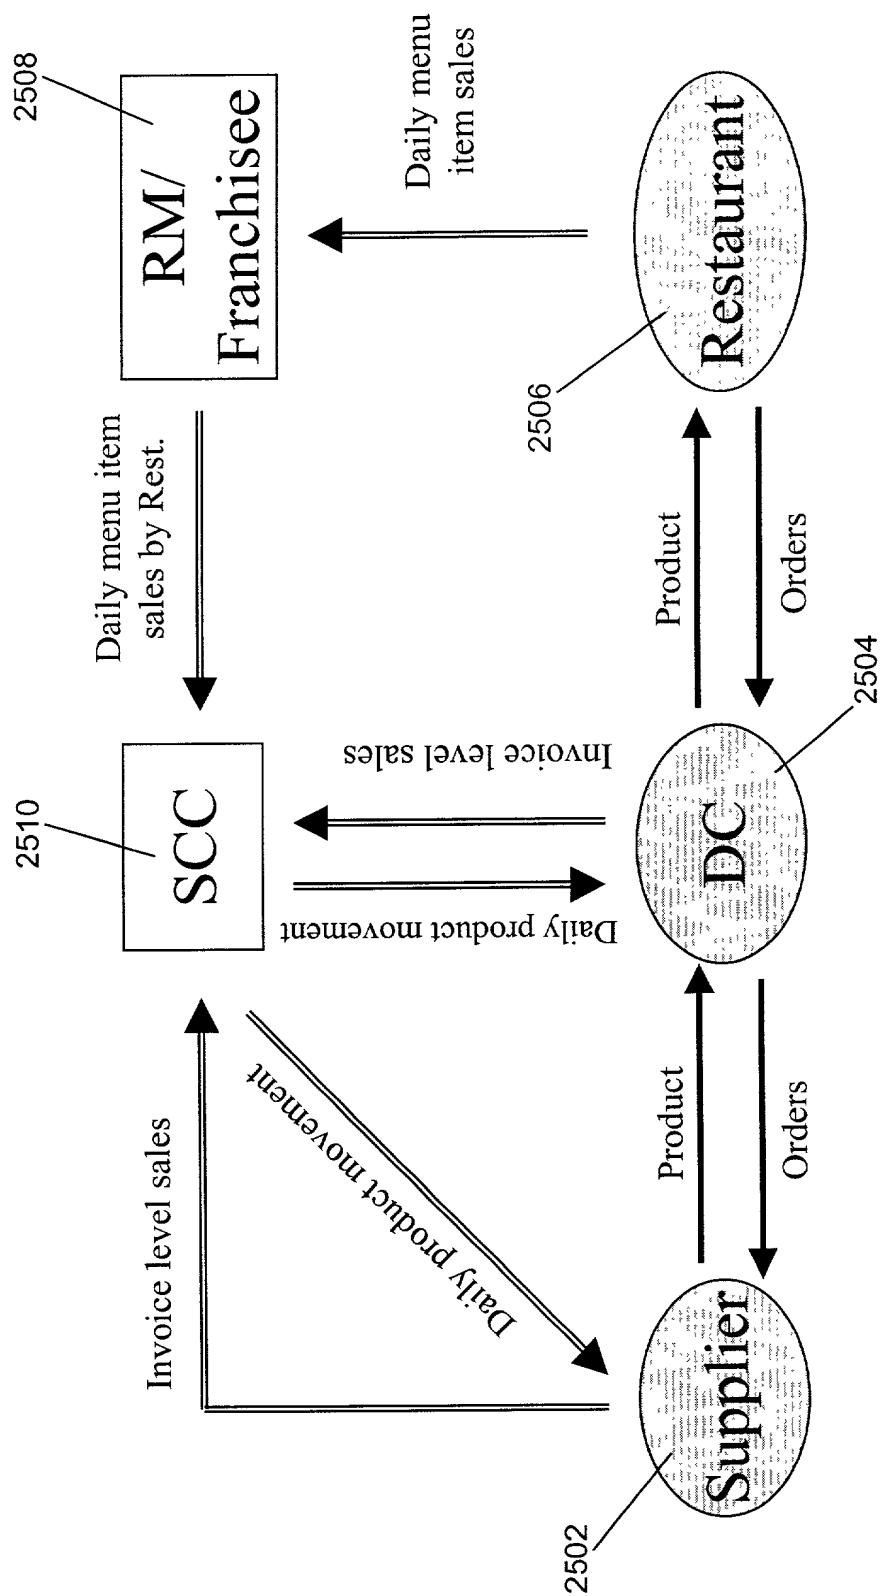 2510
2508
SCC
RM/
Franchisee
Invoice level sales
Daily menu item
sales by Rest.
Daily product movement
Daily product movement
Invoice level sales
Daily menu
item sales
2502
2506
Supplier
DC
Restaurant
Product
Product
Orders
Orders
2504